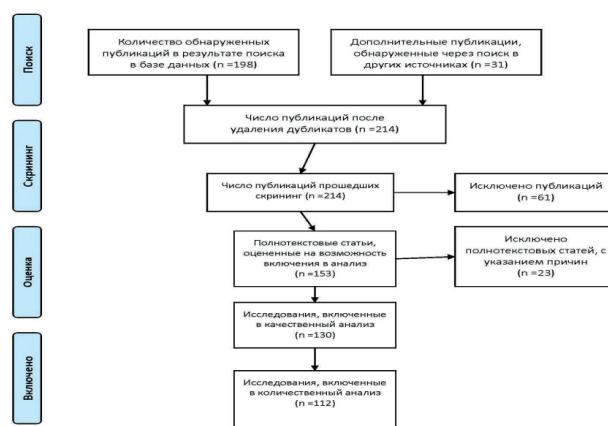 Поиск
Количество обнаруженных
публикаций в результате поиска
в базе данных (n =198)
Дополнительные публикации,
обнаруженные через поиск в
других источниках (n =31)
Число публикаций после
удаления дубликатов (n =214)
Скрининг
Число публикаций прошедших
скрининг (n =214)
Исключено публикаций
(n =61)
Оценка
Полнотекстовые статьи,
оцененные на возможность
включения в анализ
(n =153)
Исключено
полнотекстовых статей, с
указанием причин
(n =23)
Исследования, включенные
в качественный анализ
(n =130)
Включено
Исследования, включенные
в количественный анализ
(n =112)